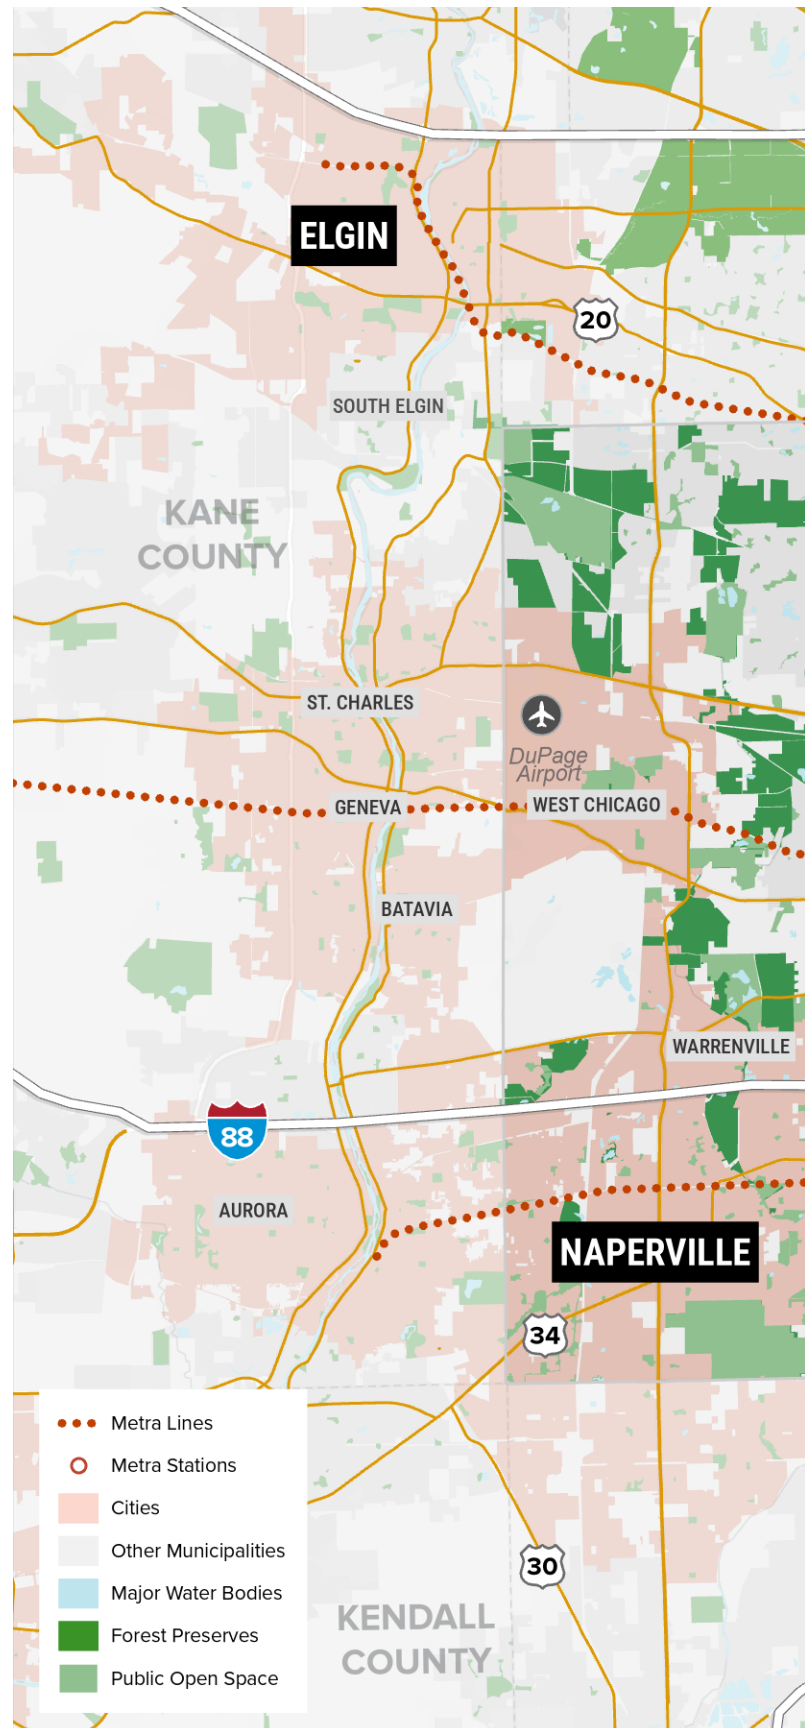 ELGIN
20
SOUTH ELGIN
KANE
COUNTY
ST. CHARLES
DuPage
Airport
GENEVA
WEST CHICAGO
BATAVIA
WARRENVILLE
88
AURORA
NAPERVILLE
34
Metra Lines
Metra Stations
Cities
Other Municipalities
Major Water Bodies
Forest Preserves
Public Open Space
30
KENDALL
COUNTY